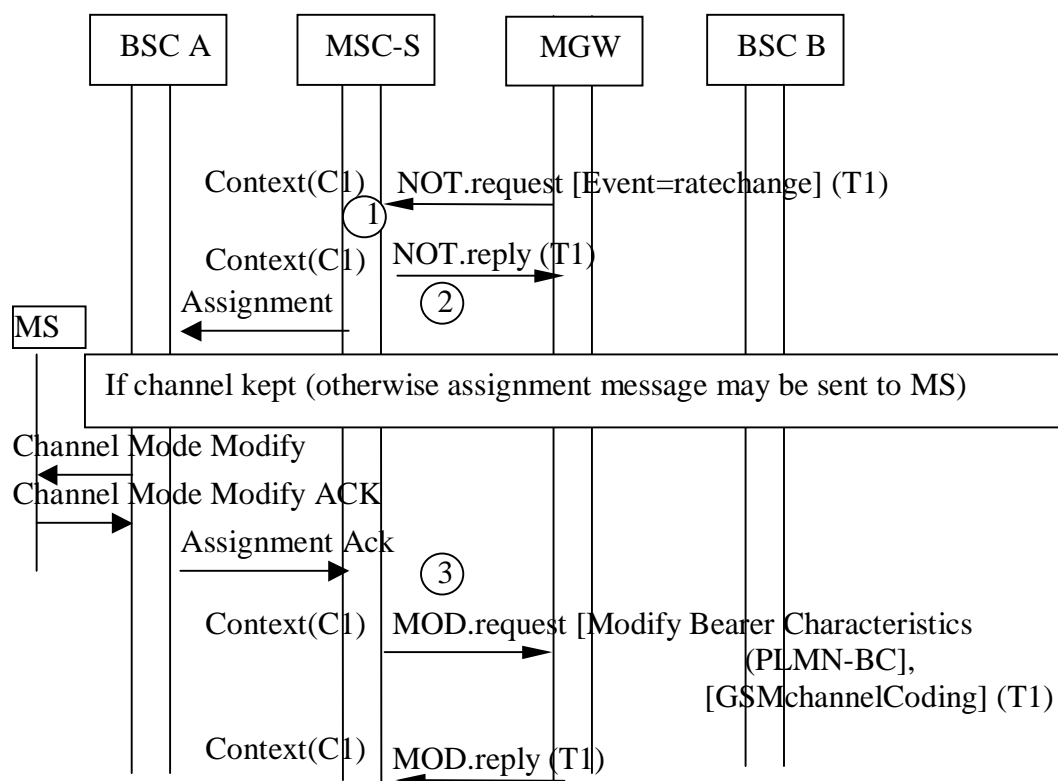 BSC A
MSC-S
MGW
BSC B
Context(C1)
NOT.request [Event=ratechange] (T1)
1
Context(C1)
NOT.reply (T1)
Assignment
2
MS
If channel kept (otherwise assignment message may be sent to MS)
Channel Mode Modify
Channel Mode Modify ACK
Assignment Ack
3
Context(C1)
MOD.request [Modify Bearer Characteristics
(PLMN-BC],
[GSMchannelCoding] (T1)
Context(C1)
MOD.reply (T1)